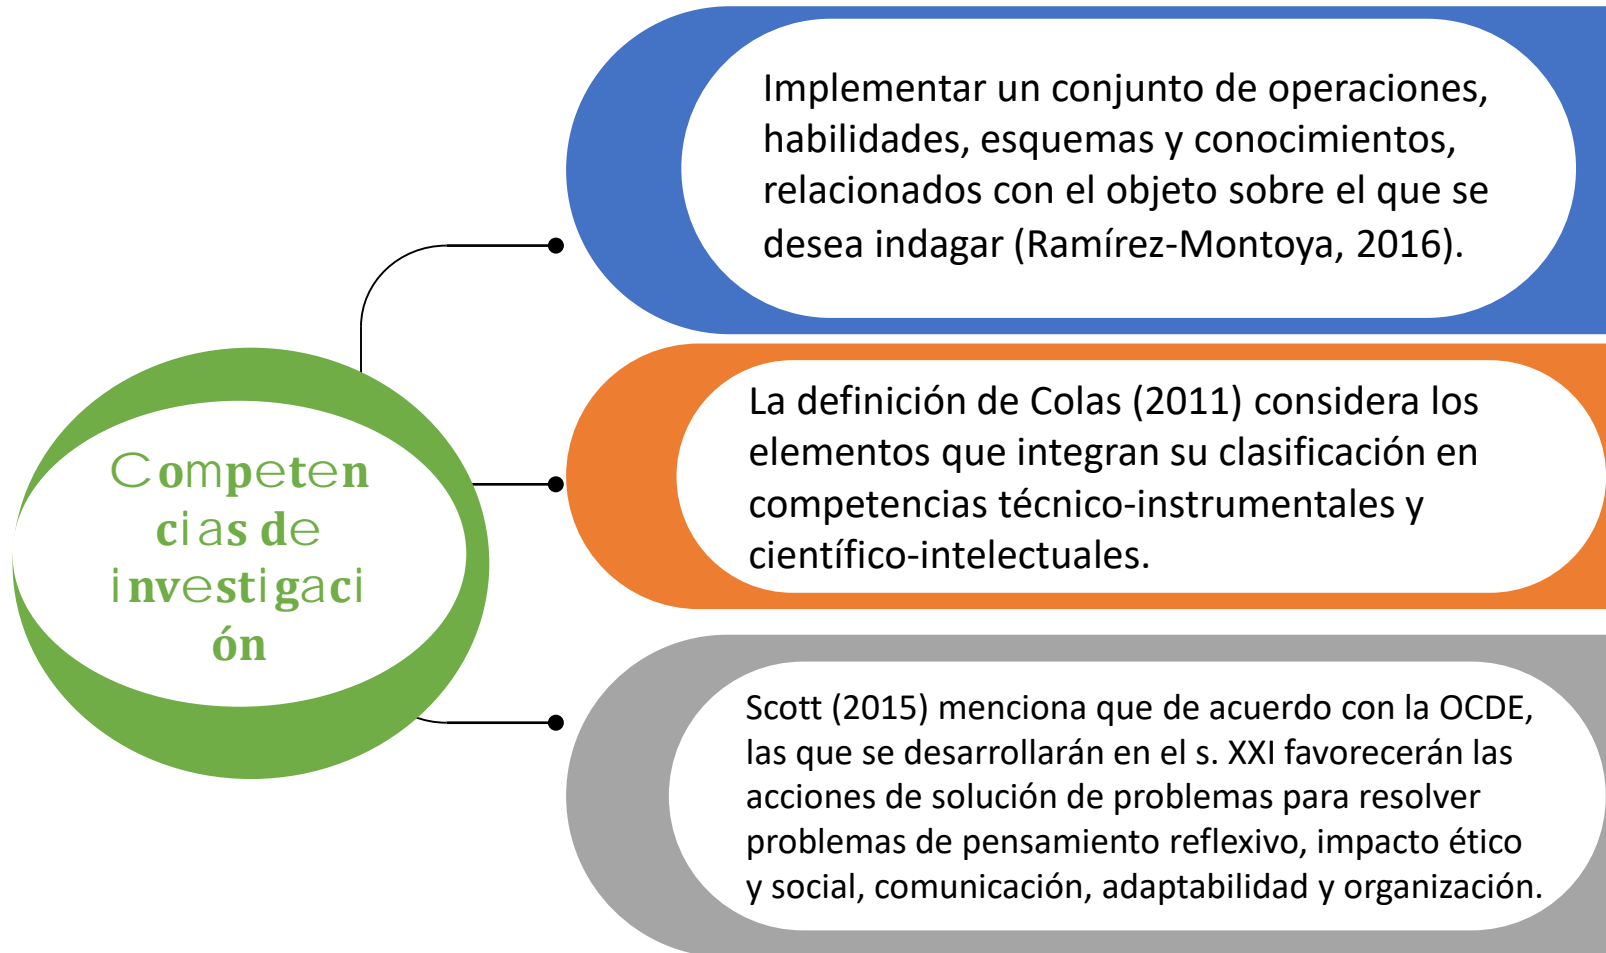 Implementar un conjunto de operaciones,
habilidades, esquemas y conocimientos,
relacionados con el objeto sobre el que se
desea indagar (Ramírez-Montoya, 2016).
Competen
cias de
investigaci
ón
La definición de Colas (2011) considera los
elementos que integran su clasificación en
competencias técnico-instrumentales y
científico-intelectuales.
Scott (2015) menciona que de acuerdo con la OCDE,
las que se desarrollarán en el s. XXI favorecerán las
acciones de solución de problemas para resolver
problemas de pensamiento reflexivo, impacto ético
y social, comunicación, adaptabilidad y organización.